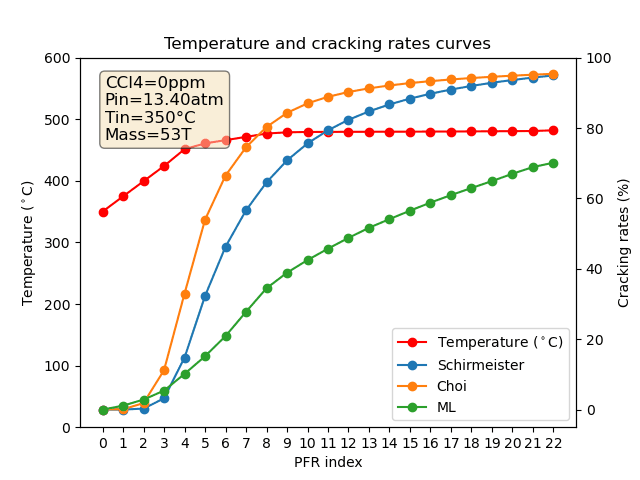 Temperature and cracking rates curves
CCl4=0ppm
Pin=13.40atm
Tin=350°C
Mass=53T
600
500
400
300
200
100
0
Temperature (°C)
100
80
60
40
20
0
Cracking rates (%)
Temperature (°C)
Schirmeister
Choi
ML
0 1 2 3 4 5 6 7 8 9 10 11 12 13 14 15 16 17 18 19 20 21 22
PFR index